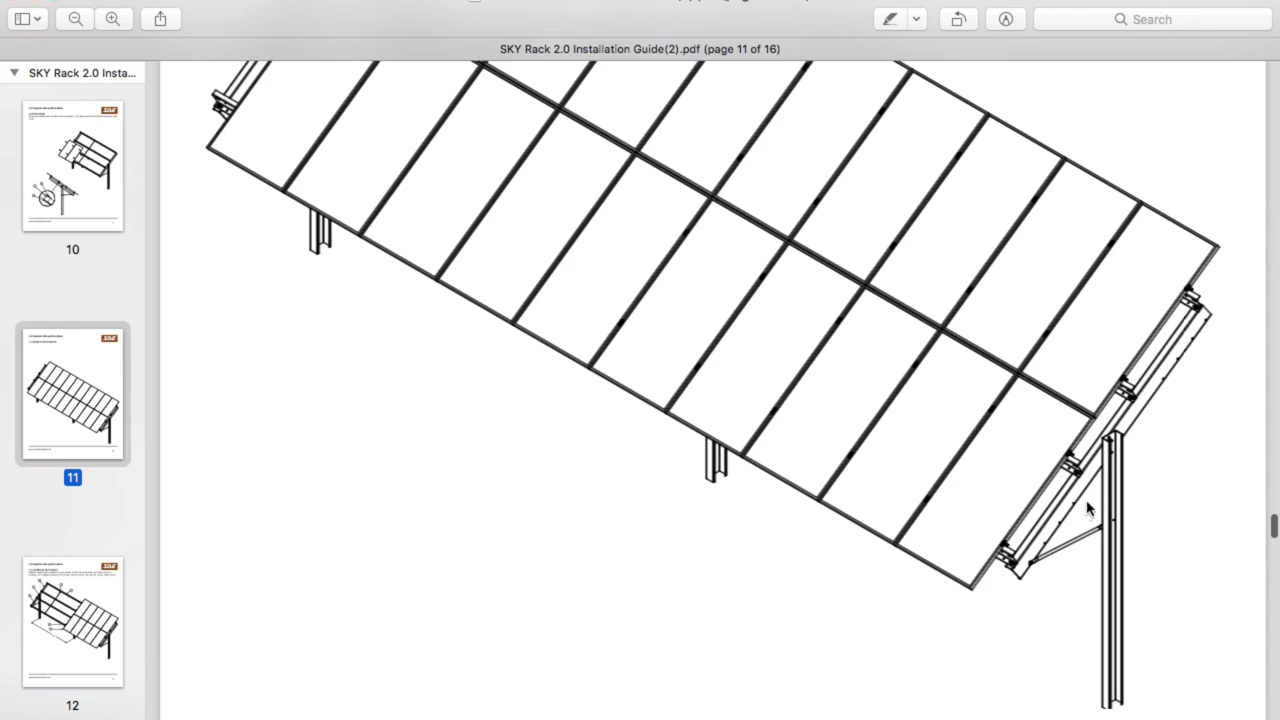 Search
SKY Rack 2.0 Installation Guide(2).pdf (page 11 of 16)
SKY Rack 2.0 Insta...
10
11
12